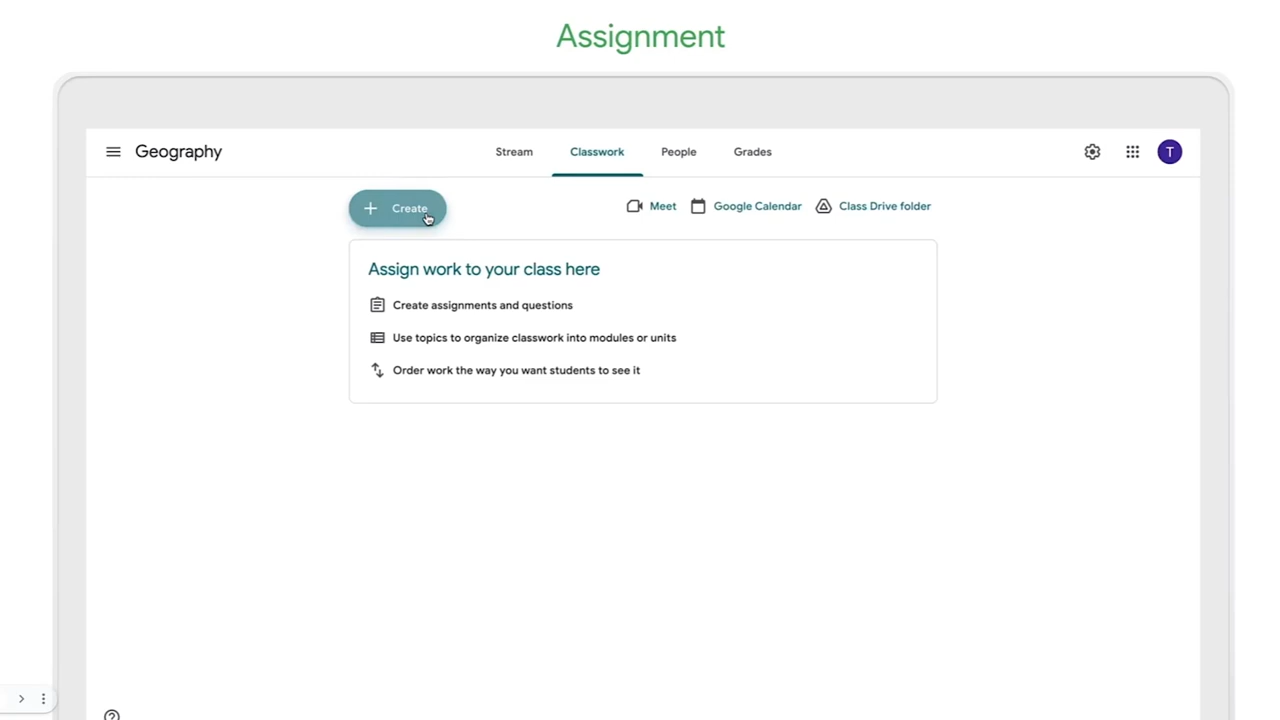 Assignment
Geography
Stream
Classwork
People
Grades
T
Create
Meet
Google Calendar
Class Drive folder
Assign work to your class here
Create assignments and questions
Use topics to organize classwork into modules or units
Order work the way you want students to see it